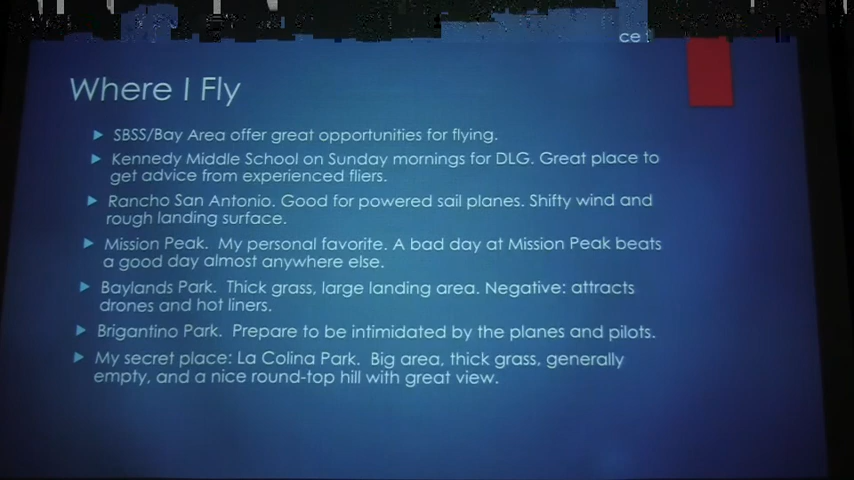 ce
Where I Fly
SBSS/Bay Area offer great opportunities for flying.
Kennedy Middle School on Sunday mornings for DLG. Great place to
get advice from experienced fliers.
Rancho San Antonio. Good for powered sail planes. Shifty wind and
rough landing surface.
Mission Peak. My personal favorite. A bad day at Mission Peak beats
a good day almost anywhere else.
Baylands Park. Thick grass, large landing area. Negative: attracts
drones and hot liners.
Brigantino Park. Prepare to be intimidated by the planes and pilots.
My secret place: La Colina Park. Big area, thick grass, generally
empty, and a nice round-top hill with great view.